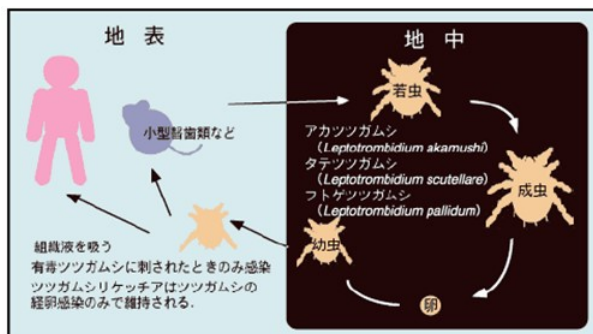 地表
地中
若虫
小型齧歯類など
アカツツガムシ
（Leptotrombidium akamushi）
タテツツガムシ
（Leptotrombidium scutellare）
フトゲツツガムシ
（Leptotrombidium pallidum）
成虫
幼虫
卵
組織液を吸う
有毒ツツガムシに刺されたときのみ感染
ツツガムシリケッチアはツツガムシの
経卵感染のみで維持される．